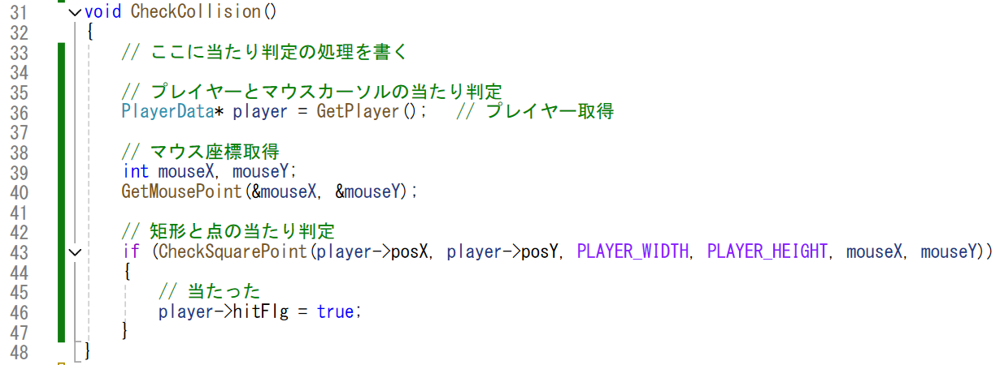 31 void CheckCollision()
32 {
33 // ここに当たり判定の処理を書く
34
35 // プレイヤーとマウスカーソルの当たり判定
36 PlayerData* player = GetPlayer(); // プレイヤー取得
37
38 // マウス座標取得
39 int mouseX, mouseY;
40 GetMousePoint(&mouseX, &mouseY);
41
42 // 矩形と点の当たり判定
43 if (CheckSquarePoint(player->posX, player->posY, PLAYER_WIDTH, PLAYER_HEIGHT, mouseX, mouseY))
44 {
45 // 当たった
46 player->hitFlg = true;
47 }
48 }